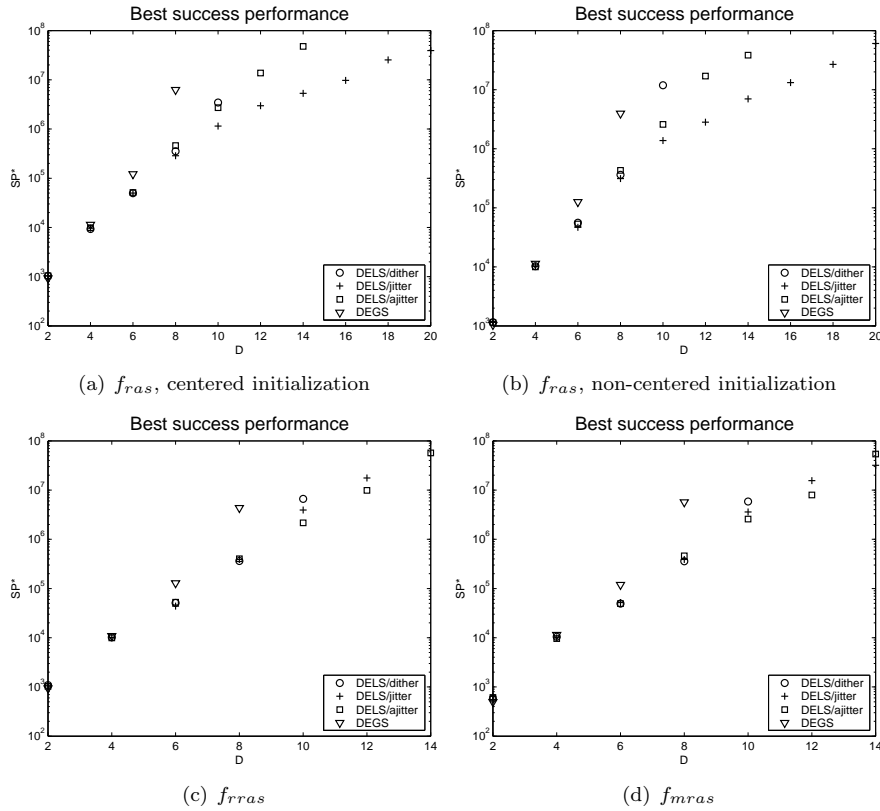 Best success performance
10^8
10^7
10^6
10^5
10^4
10^3
10^2
SP*
2 4 6 8 10 12 14 16 18 20
D
DELS/dither
DELS/jitter
DELS/ajitter
DEGS
(a) f_ras, centered initialization
Best success performance
10^8
10^7
10^6
10^5
10^4
10^3
SP*
2 4 6 8 10 12 14 16 18 20
D
DELS/dither
DELS/jitter
DELS/ajitter
DEGS
(b) f_ras, non-centered initialization
Best success performance
10^8
10^7
10^6
10^5
10^4
10^3
10^2
SP*
2 4 6 8 10 12 14
D
DELS/dither
DELS/jitter
DELS/ajitter
DEGS
(c) f_rras
Best success performance
10^8
10^7
10^6
10^5
10^4
10^3
10^2
SP*
2 4 6 8 10 12 14
D
DELS/dither
DELS/jitter
DELS/ajitter
DEGS
(d) f_mras